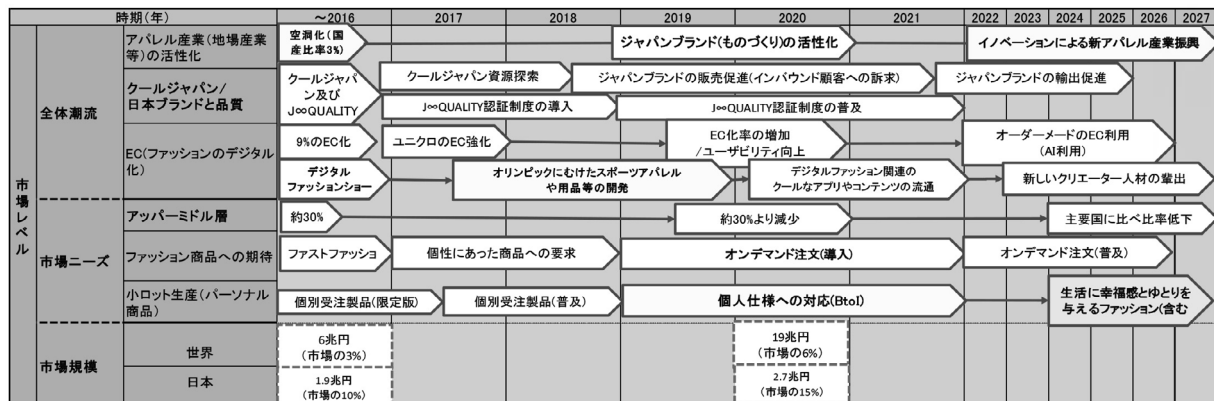 時期(年)
～2016
2017
2018
2019
2020
2021
2022
2023
2024
2025
2026
2027
市場レベル
全体潮流
アパレル産業(地場産業
等)の活性化
空洞化(国
産比率3%)
ジャパンブランド(ものづくり)の活性化
イノベーションによる新アパレル産業振興
クールジャパン/
日本ブランドと品質
クールジャ
パン及び
J∞QUALITY
クールジャパン資源探索
ジャパンブランドの販売促進(インバウンド顧客への訴求)
ジャパンブランドの輸出促進
J∞QUALITY認証制度の導入
J∞QUALITY認証制度の普及
EC(ファッションのデジタル
化)
9%のEC化
ユニクロのEC強化
EC化率の増加
/ユーザビリティ向上
オーダーメードのEC利用
(AI利用)
デジタル
ファッションショー
オリンピックにむけたスポーツアパレル
や用品等の開発
デジタルファッション関連の
クールなアプリやコンテンツの流通
新しいクリエーター人材の輩出
市場ニーズ
アッパーミドル層
約30%
約30%より減少
主要国に比べ比率低下
ファッション商品への期待
ファストファッショ
個性にあった商品への要求
オンデマンド注文(導入)
オンデマンド注文(普及)
小ロット生産(パーソナル
商品)
個別受注製品(限定版)
個別受注製品(普及)
個人仕様への対応(BtoI)
生活に幸福感とゆとりを
与えるファッション(含む
市場規模
世界
6兆円
(市場の3%)
19兆円
(市場の6%)
日本
1.9兆円
(市場の10%)
2.7兆円
(市場の15%)